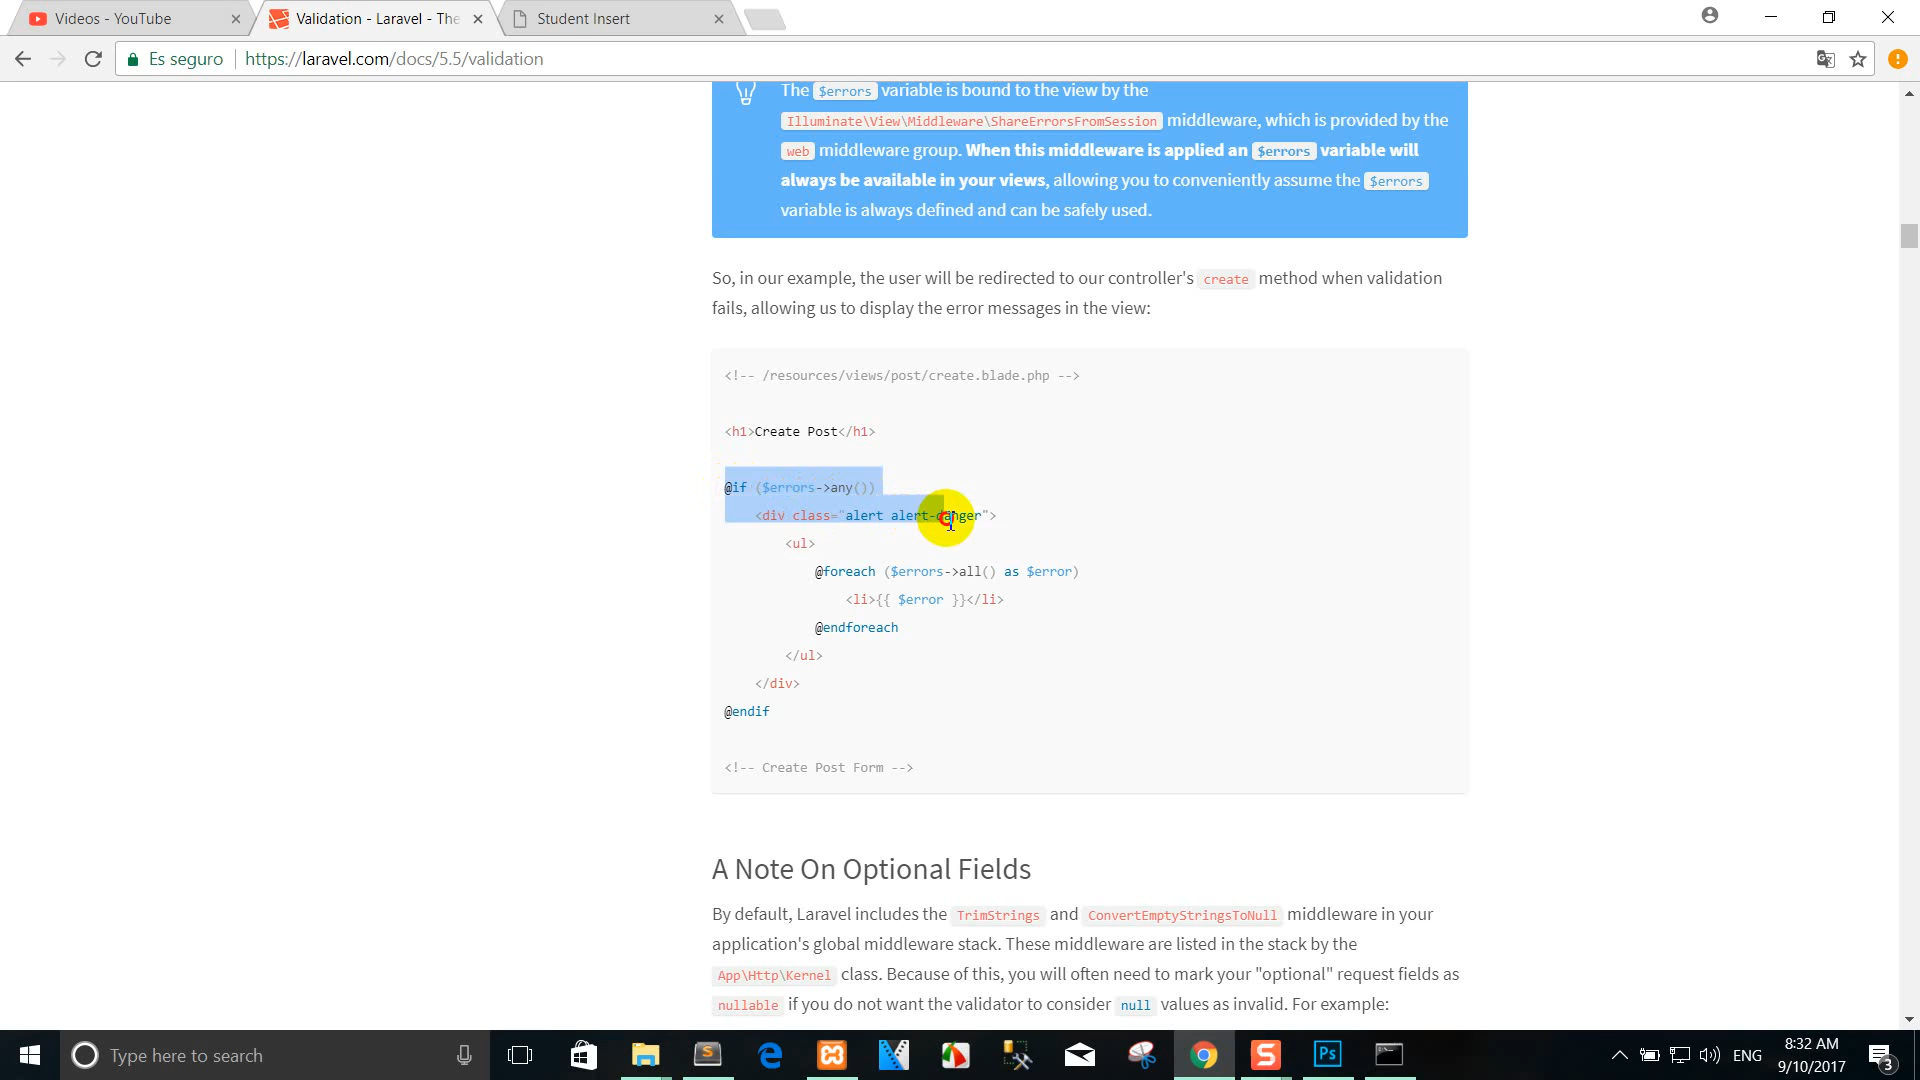 Videos - YouTube
Validation - Laravel - The
Student Insert
Es seguro
https://laravel.com/docs/5.5/validation
The $errors variable is bound to the view by the
Illuminate\View\Middleware\ShareErrorsFromSession middleware, which is provided by the
web middleware group. When this middleware is applied an $errors variable will
always be available in your views, allowing you to conveniently assume the $errors
variable is always defined and can be safely used.
So, in our example, the user will be redirected to our controller's create method when validation
fails, allowing us to display the error messages in the view:
<!-- /resources/views/post/create.blade.php -->
<h1>Create Post</h1>
@if ($errors->any())
<div class="alert alert-danger">
<ul>
@foreach ($errors->all() as $error)
<li>{{ $error }}</li>
@endforeach
</ul>
</div>
@endif
<!-- Create Post Form -->
A Note On Optional Fields
By default, Laravel includes the TrimStrings and ConvertEmptyStringsToNull middleware in your
application's global middleware stack. These middleware are listed in the stack by the
App\Http\Kernel class. Because of this, you will often need to mark your "optional" request fields as
nullable if you do not want the validator to consider null values as invalid. For example:
Type here to search
S
Ps
ENG
8:32 AM
9/10/2017
3